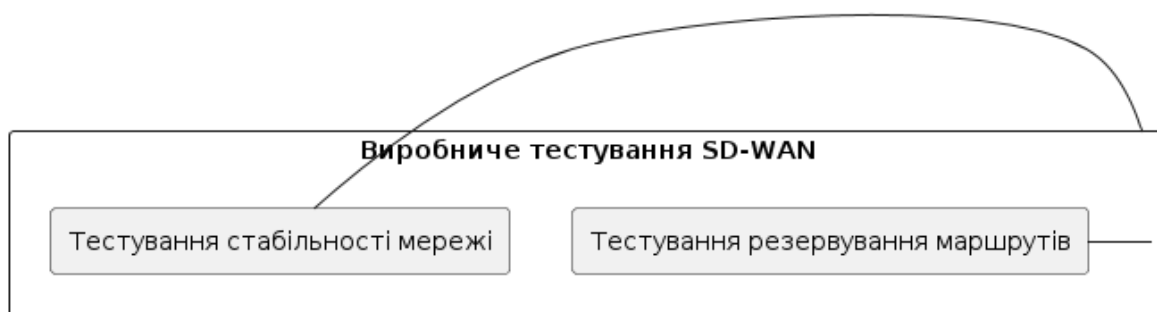 Виробниче тестування SD-WAN
Тестування стабільності мережі
Тестування резервування маршрутів